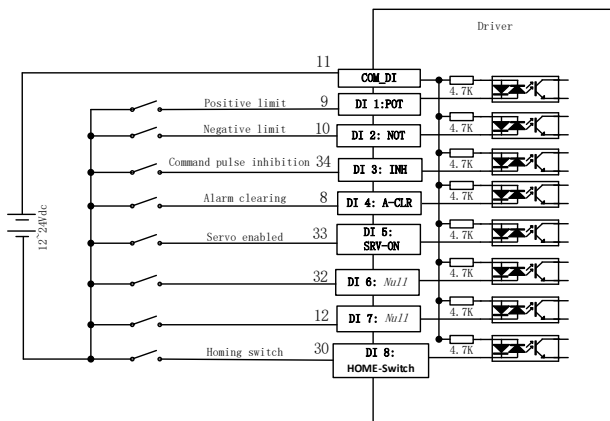 Driver
11
COM_DI
4.7K
Positive limit
9
DI 1:POT
Negative limit
10
DI 2: NOT
4.7K
Command pulse inhibition
34
DI 3: INH
4.7K
Alarm clearing
8
DI 4: A-CLR
4.7K
Servo enabled
33
DI 5:
SRV-ON
4.7K
12~24Vdc
32
DI 6: Null
4.7K
12
DI 7: Null
4.7K
Homing switch
30
DI 8:
HOME-Switch
4.7K